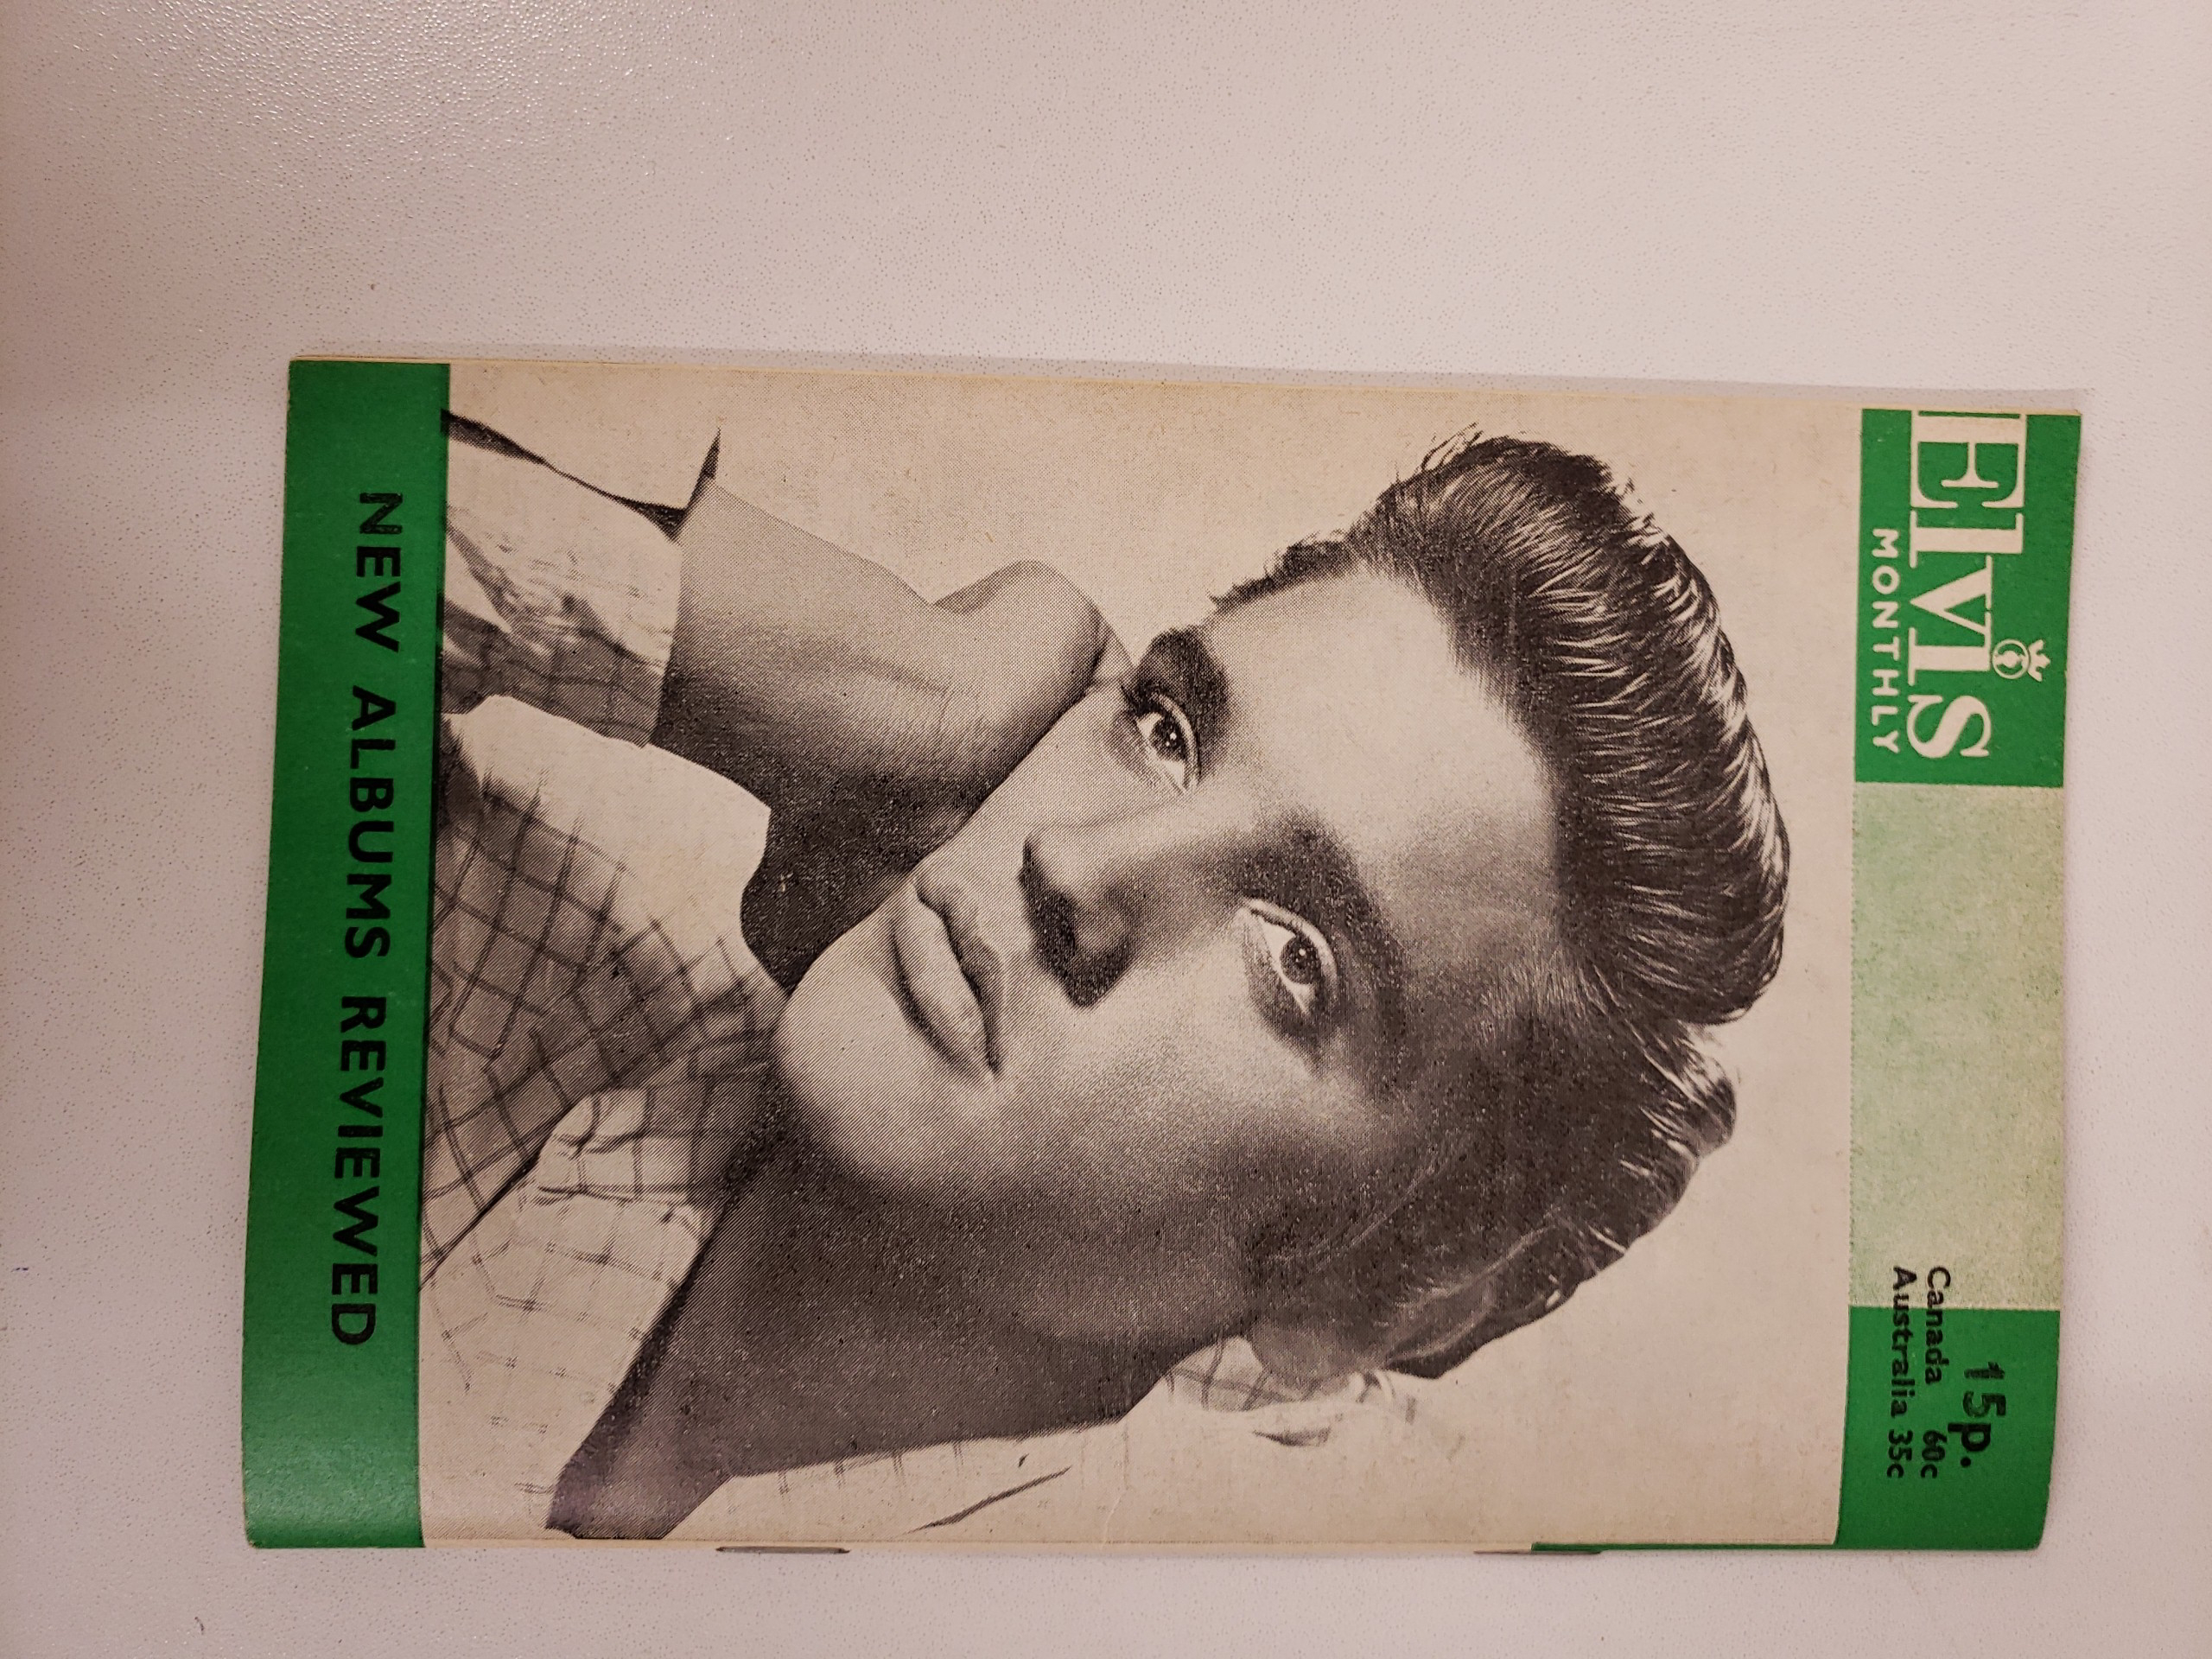 Elvis
MONTHLY
15p.
Canada 60c
Australia 35c
NEW ALBUMS REVIEWED